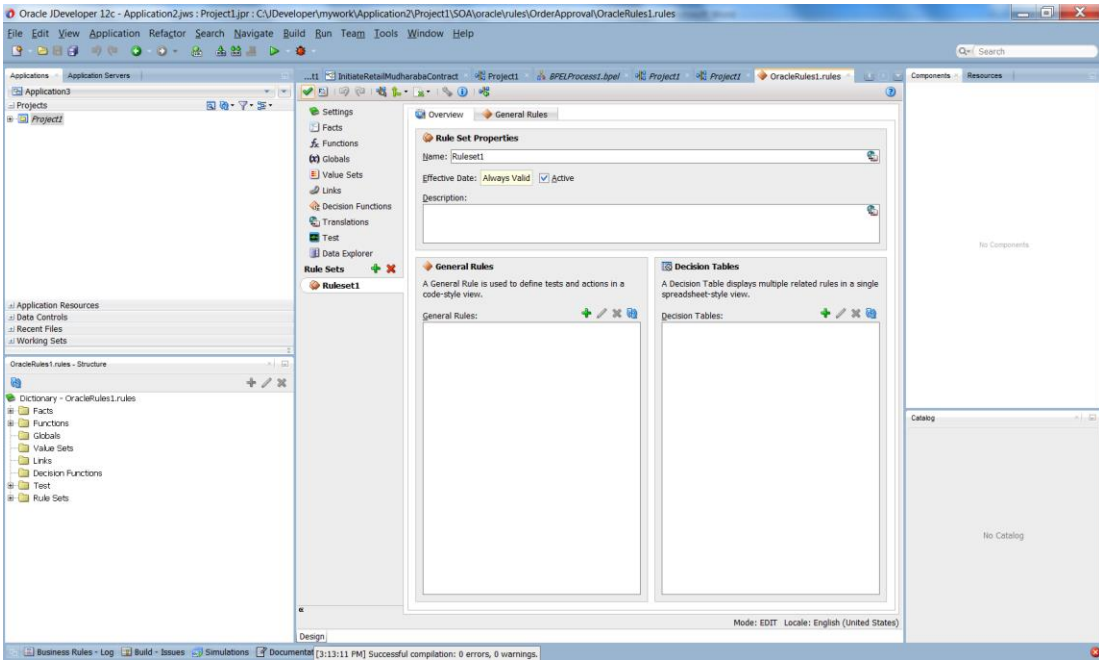 Oracle JDeveloper 12c - Application2.jws : Project1.jpr : C:\JDeveloper\mywork\Application2\Project1\SOA\oracle\rules\OrderApproval\OracleRules1.rules
File Edit View Application Refactor Search Navigate Build Run Team Tools Window Help
Search
Applications Application Servers
Application3
Projects
Project1
Application Resources
Data Controls
Recent Files
Working Sets
OracleRules1.rules - Structure
Dictionary - OracleRules1.rules
Facts
Functions
Globals
Value Sets
Links
Decision Functions
Test
Rule Sets
...t1 InitiateRetailMudharabaContract Project1 BPELProcess1.bpel Project1 Project1 OracleRules1.rules
Settings
Facts
Functions
Globals
Value Sets
Links
Decision Functions
Translations
Test
Data Explorer
Rule Sets
Ruleset1
Overview General Rules
Rule Set Properties
Name: Ruleset1
Effective Date: Always Valid Active
Description:
General Rules
A General Rule is used to define tests and actions in a
code-style view.
General Rules:
Decision Tables
A Decision Table displays multiple related rules in a single
spreadsheet-style view.
Decision Tables:
Mode: EDIT Locale: English (United States)
Design
Components Resources
No Components
Catalog
No Catalog
Business Rules - Log Build - Issues Simulations Documentat [3:13:11 PM] Successful compilation: 0 errors, 0 warnings.